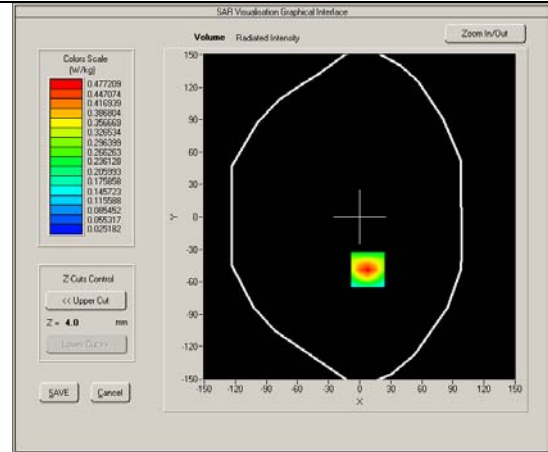 SAR Visualisation Graphical Interface
Volume Radiated Intensity
Zoom In/Out
Colors Scale
(W/kg)
0.477209
0.447074
0.416939
0.386804
0.356669
0.326534
0.296399
0.266263
0.236128
0.205993
0.175858
0.145723
0.115588
0.085452
0.055317
0.025182
Z Cuts Control
<< Upper Cut
Z = 4.0 mm
Lower Cut >>
SAVE Cancel
150
120
90
60
30
0
-30
-60
-90
-120
-150
Y
-150 -120 -90 -60 -30 0 30 60 90 120 150
X